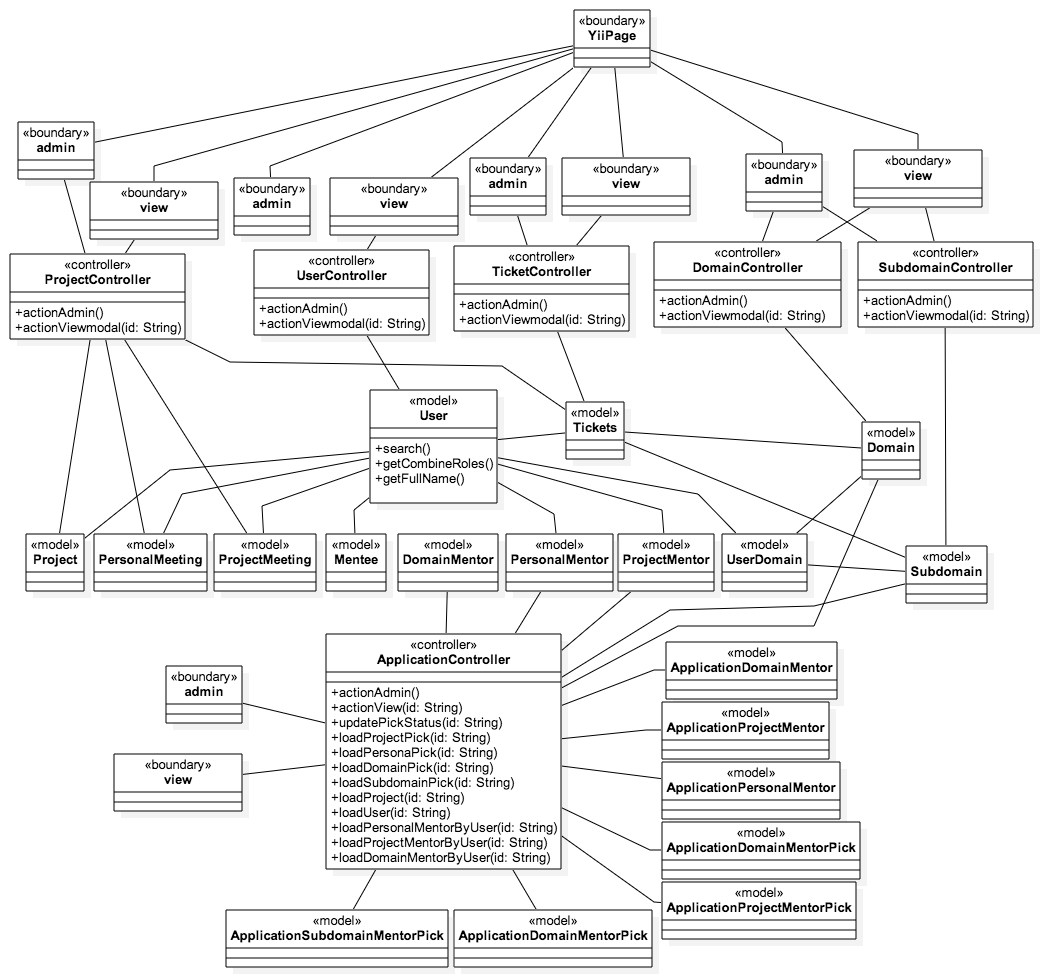 «boundary»
YiiPage
«boundary»
admin
«boundary»
view
«boundary»
admin
«boundary»
view
«boundary»
admin
«boundary»
view
«boundary»
admin
«boundary»
view
«controller»
ProjectController
+actionAdmin()
+actionViewmodal(id: String)
«controller»
UserController
+actionAdmin()
+actionViewmodal(id: String)
«controller»
TicketController
+actionAdmin()
+actionViewmodal(id: String)
«controller»
DomainController
+actionAdmin()
+actionViewmodal(id: String)
«controller»
SubdomainController
+actionAdmin()
+actionViewmodal(id: String)
«model»
User
+search()
+getCombineRoles()
+getFullName()
«model»
Tickets
«model»
Domain
«model»
Project
«model»
PersonalMeeting
«model»
ProjectMeeting
«model»
Mentee
«model»
DomainMentor
«model»
PersonalMentor
«model»
ProjectMentor
«model»
UserDomain
«model»
Subdomain
«controller»
ApplicationController
+actionAdmin()
+actionView(id: String)
+updatePickStatus(id: String)
+loadProjectPick(id: String)
+loadPersonaPick(id: String)
+loadDomainPick(id: String)
+loadSubdomainPick(id: String)
+loadProject(id: String)
+loadUser(id: String)
+loadPersonalMentorByUser(id: String)
+loadProjectMentorByUser(id: String)
+loadDomainMentorByUser(id: String)
«boundary»
admin
«boundary»
view
«model»
ApplicationDomainMentor
«model»
ApplicationProjectMentor
«model»
ApplicationPersonalMentor
«model»
ApplicationDomainMentorPick
«model»
ApplicationProjectMentorPick
«model»
ApplicationSubdomainMentorPick
«model»
ApplicationDomainMentorPick